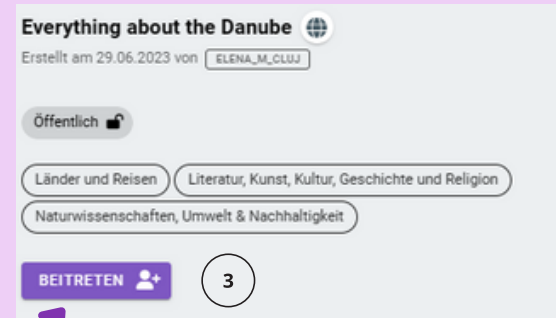 Everything about the Danube
Erstellt am 29.06.2023 von ELENA_M_CLUJ
Öffentlich
Länder und Reisen Literatur, Kunst, Kultur, Geschichte und Religion
Naturwissenschaften, Umwelt & Nachhaltigkeit
BEITRETEN 3